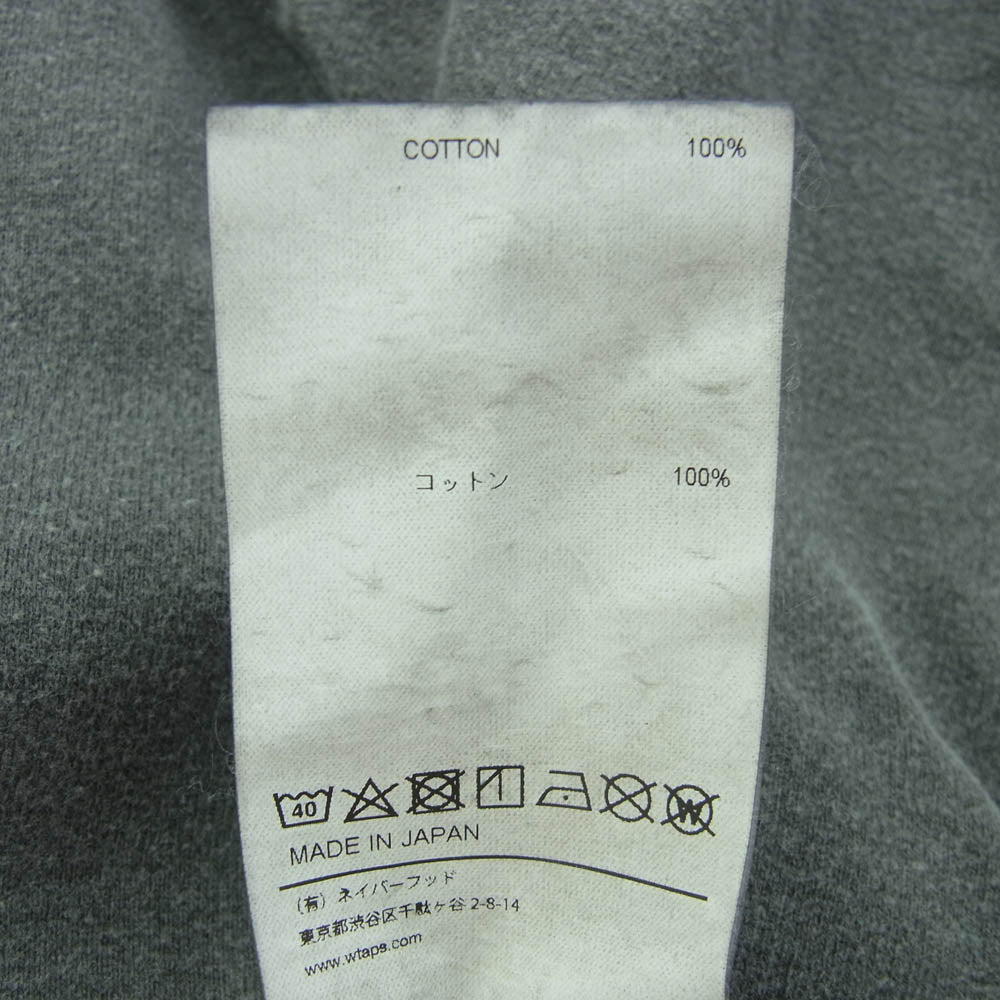 COTTON 100%
コットン 100%
40 W
MADE IN JAPAN
(有) ネイバーフッド
東京都渋谷区千駄ヶ谷 2-8-14
www.wtaps.com